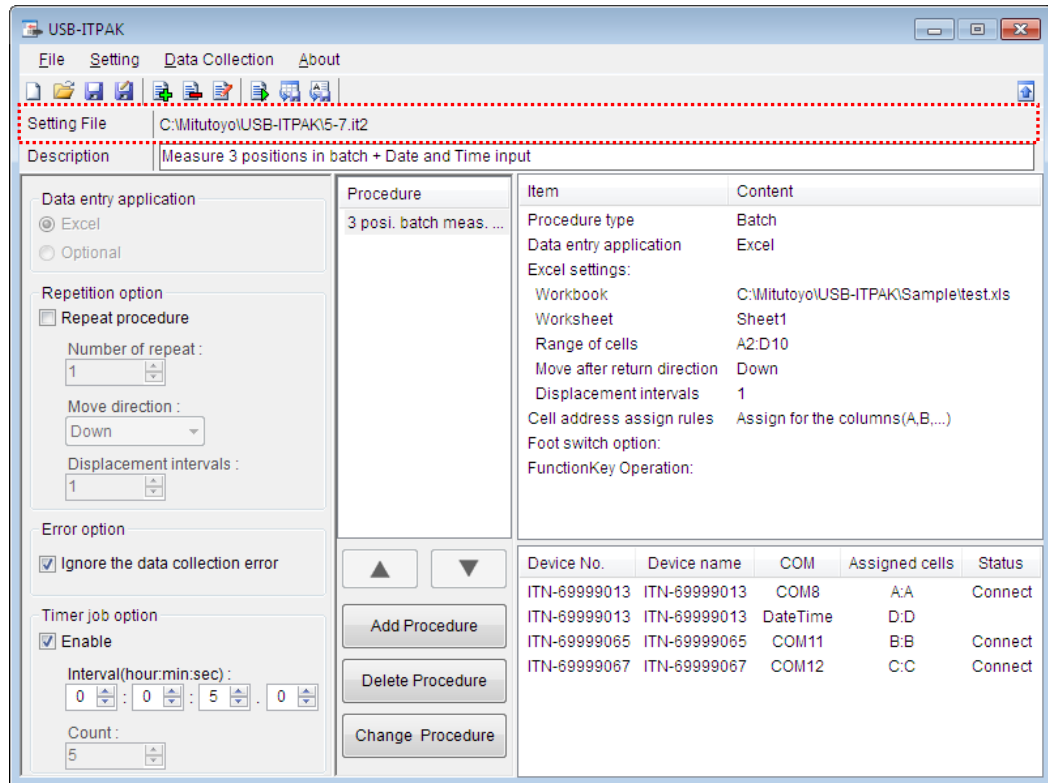 USB-ITPAK
File Setting Data Collection About
Setting File C:\Mitutoyo\USB-ITPAK\5-7.it2
Description Measure 3 positions in batch + Date and Time input
Data entry application
Excel
Optional
Repetition option
Repeat procedure
Number of repeat :
1
Move direction :
Down
Displacement intervals :
1
Error option
Ignore the data collection error
Timer job option
Enable
Interval(hour:min:sec) :
0 : 0 : 5 . 0
Count :
5
Procedure
3 posi. batch meas. ...
Add Procedure
Delete Procedure
Change Procedure
Item Content
Procedure type Batch
Data entry application Excel
Excel settings:
Workbook C:\Mitutoyo\USB-ITPAK\Sample\test.xls
Worksheet Sheet1
Range of cells A2:D10
Move after return direction Down
Displacement intervals 1
Cell address assign rules Assign for the columns(A,B,...)
Foot switch option:
FunctionKey Operation:
Device No. Device name COM Assigned cells Status
ITN-69999013 ITN-69999013 COM8 A:A Connect
ITN-69999013 ITN-69999013 DateTime D:D
ITN-69999065 ITN-69999065 COM11 B:B Connect
ITN-69999067 ITN-69999067 COM12 C:C Connect